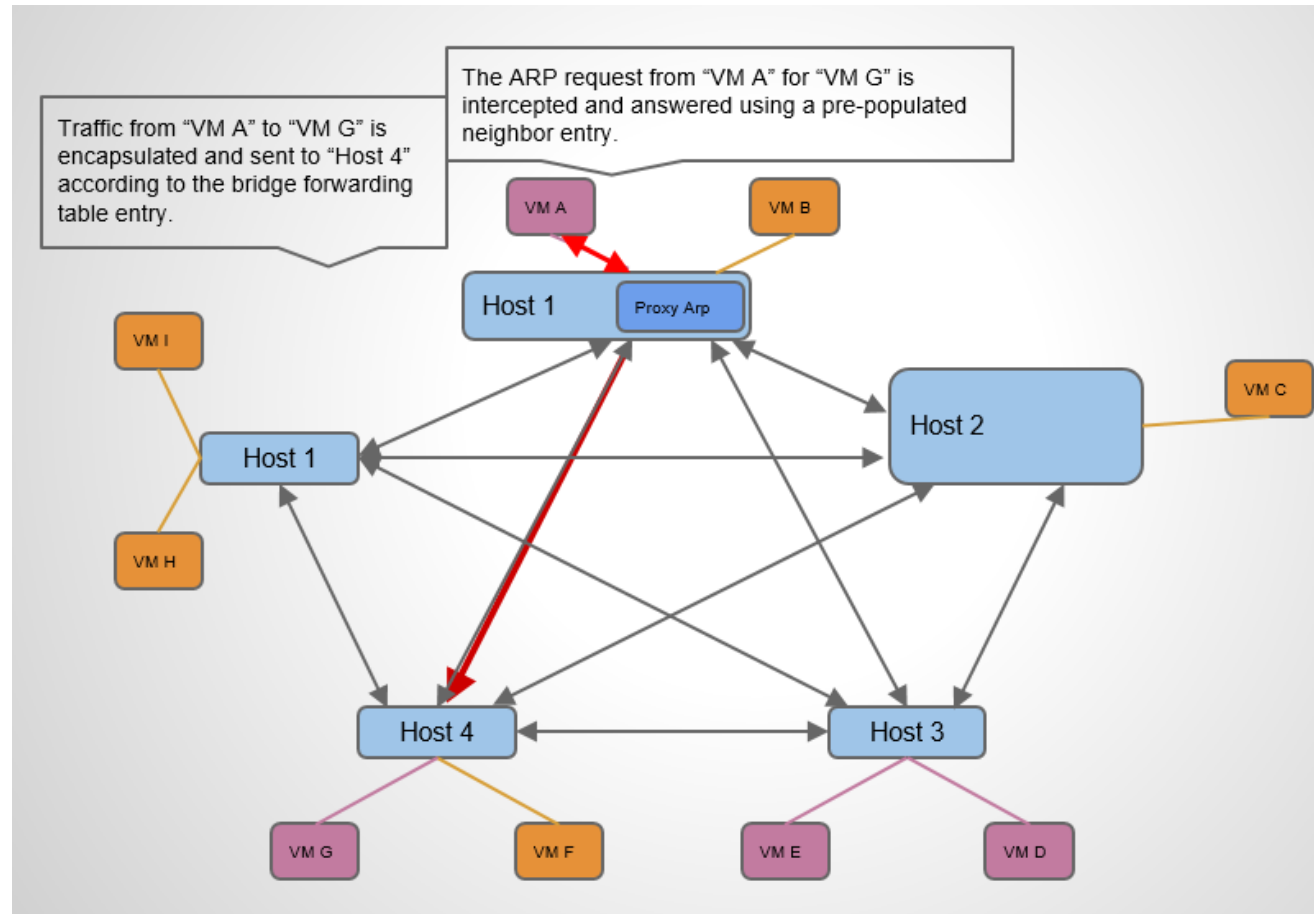 The ARP request from “VM A” for “VM G” is
intercepted and answered using a pre-populated
neighbor entry.
Traffic from “VM A” to “VM G” is
encapsulated and sent to “Host 4”
according to the bridge forwarding
table entry.
VM A
VM B
Host 1
Proxy Arp
VM I
VM C
Host 2
Host 1
VM H
Host 4
Host 3
VM G
VM F
VM E
VM D